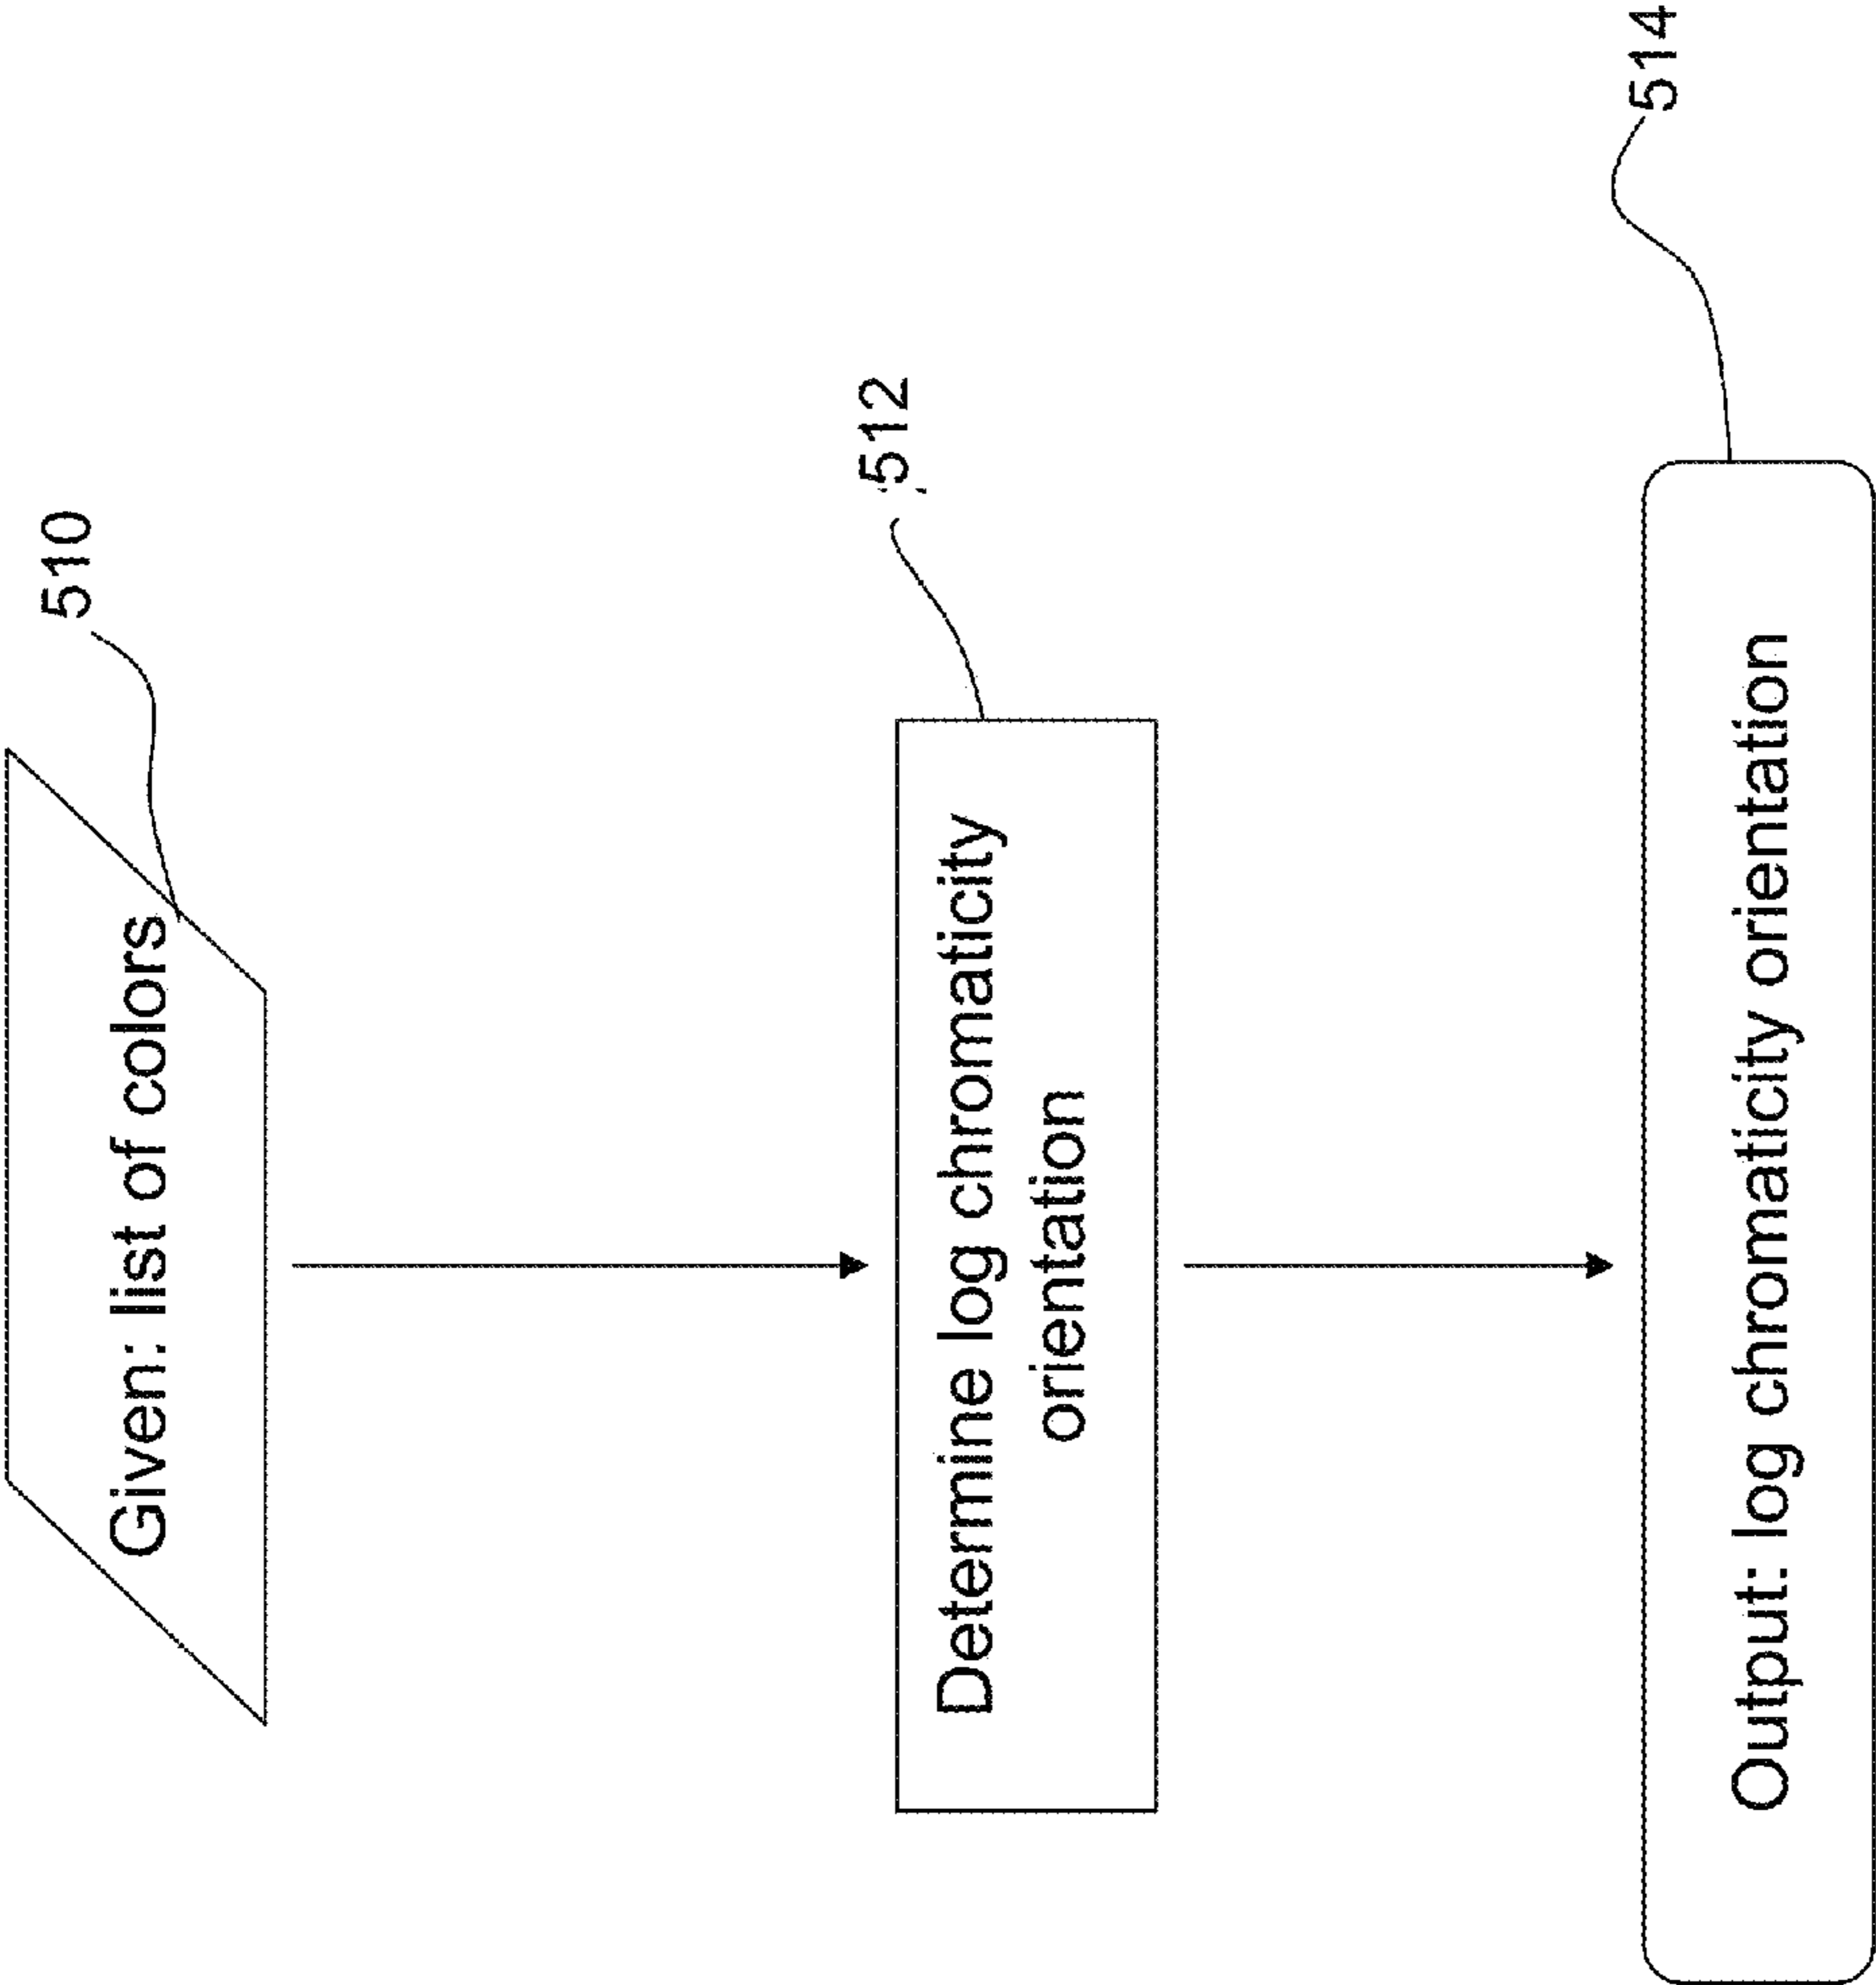 510
Given: list of colors
512
Determine log chromaticity
orientation
514
Output: log chromaticity orientation